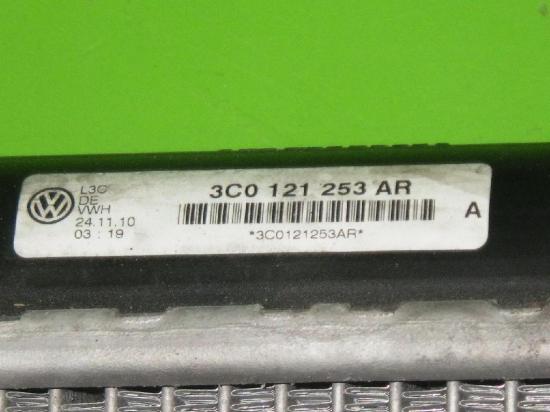 L3C
DE
VWH
24.11.10
03 : 19
3C0 121 253 AR
*3C0121253AR*
A